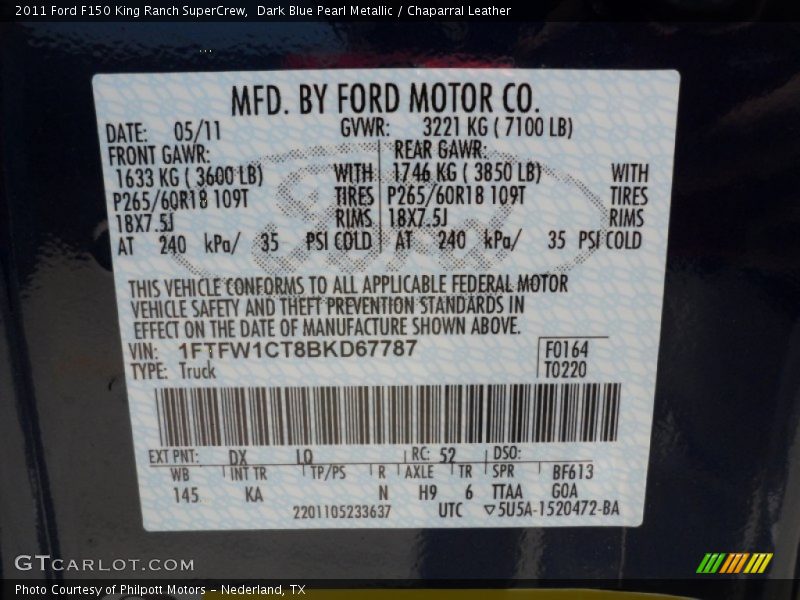 2011 Ford F150 King Ranch SuperCrew,  Dark Blue Pearl Metallic / Chaparral Leather
MFD. BY FORD MOTOR CO.
DATE: 05/11 GVWR: 3221 KG ( 7100 LB)
FRONT GAWR: REAR GAWR:
1633 KG ( 3600 LB) WITH 1746 KG ( 3850 LB) WITH
P265/60R18 109T TIRES P265/60R18 109T TIRES
18X7.5J RIMS 18X7.5J RIMS
AT 240 kPa/ 35 PSI COLD AT 240 kPa/ 35 PSI COLD
THIS VEHICLE CONFORMS TO ALL APPLICABLE FEDERAL MOTOR
VEHICLE SAFETY AND THEFT PREVENTION STANDARDS IN
EFFECT ON THE DATE OF MANUFACTURE SHOWN ABOVE.
VIN: 1FTFW1CT8BKD67787 F0164
TYPE: Truck T0220
EXT PNT: DX LQ RC: 52 DSO:
WB INT TR TP/PS R AXLE TR SPR BF613
145 KA N H9 6 TTAA GOA
2201105233637 UTC ▽5U5A-1520472-BA
GTCARLOT.COM
Photo Courtesy of Philpott Motors - Nederland, TX